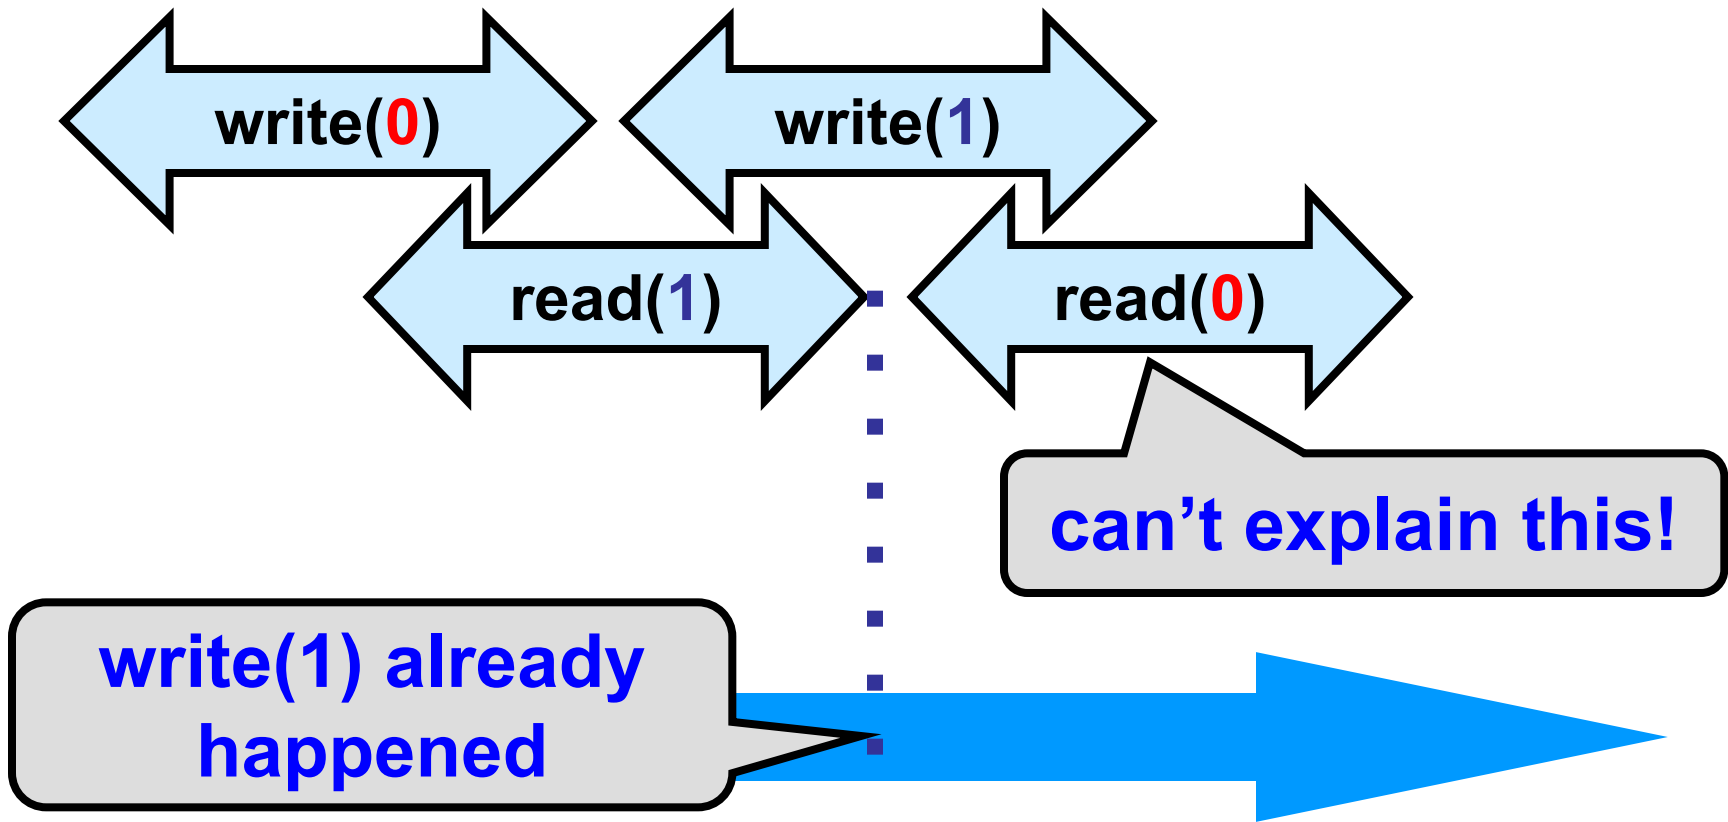 write(0)
write(1)
read(1)
read(0)
can’t explain this!
write(1) already
happened